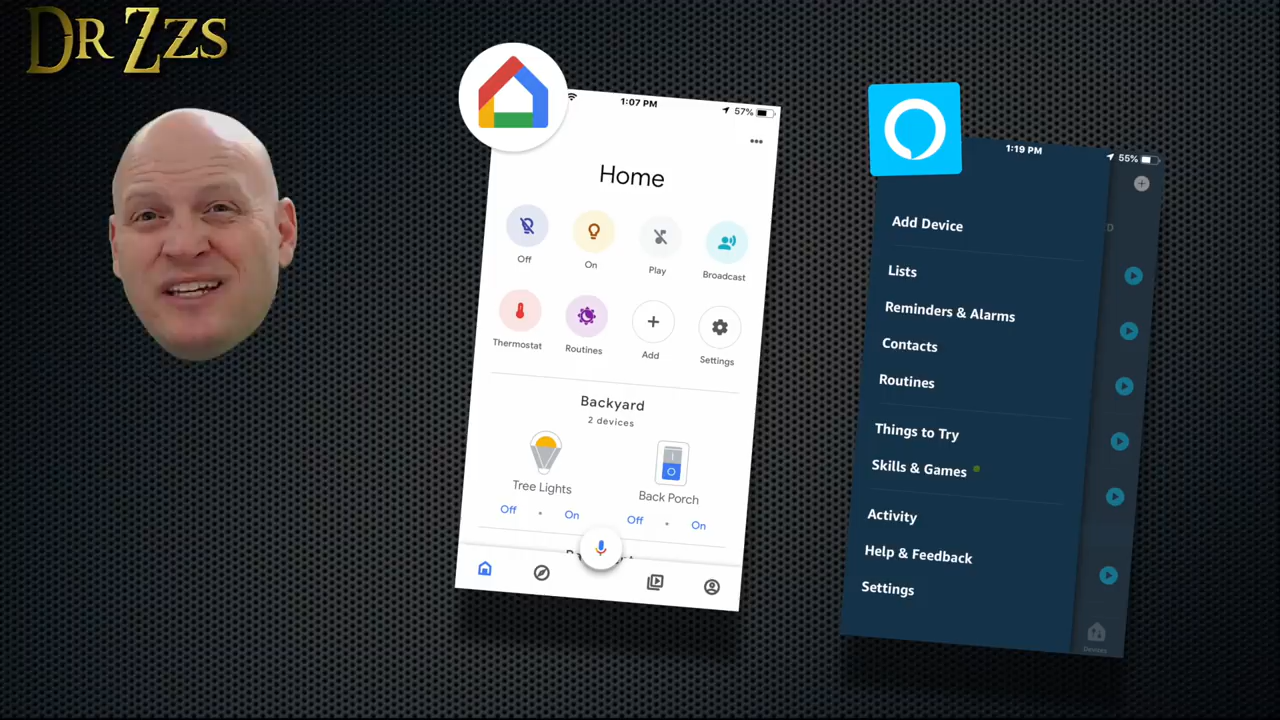 DR ZZS
1:07 PM
57%
Home
Off
On
Play
Broadcast
Thermostat
Routines
Add
Settings
Backyard
2 devices
Tree Lights
Back Porch
Off
On
Off
On
1:19 PM
55%
D
Add Device
Lists
Reminders & Alarms
Contacts
Routines
Things to Try
Skills & Games
Activity
Help & Feedback
Settings
Devices